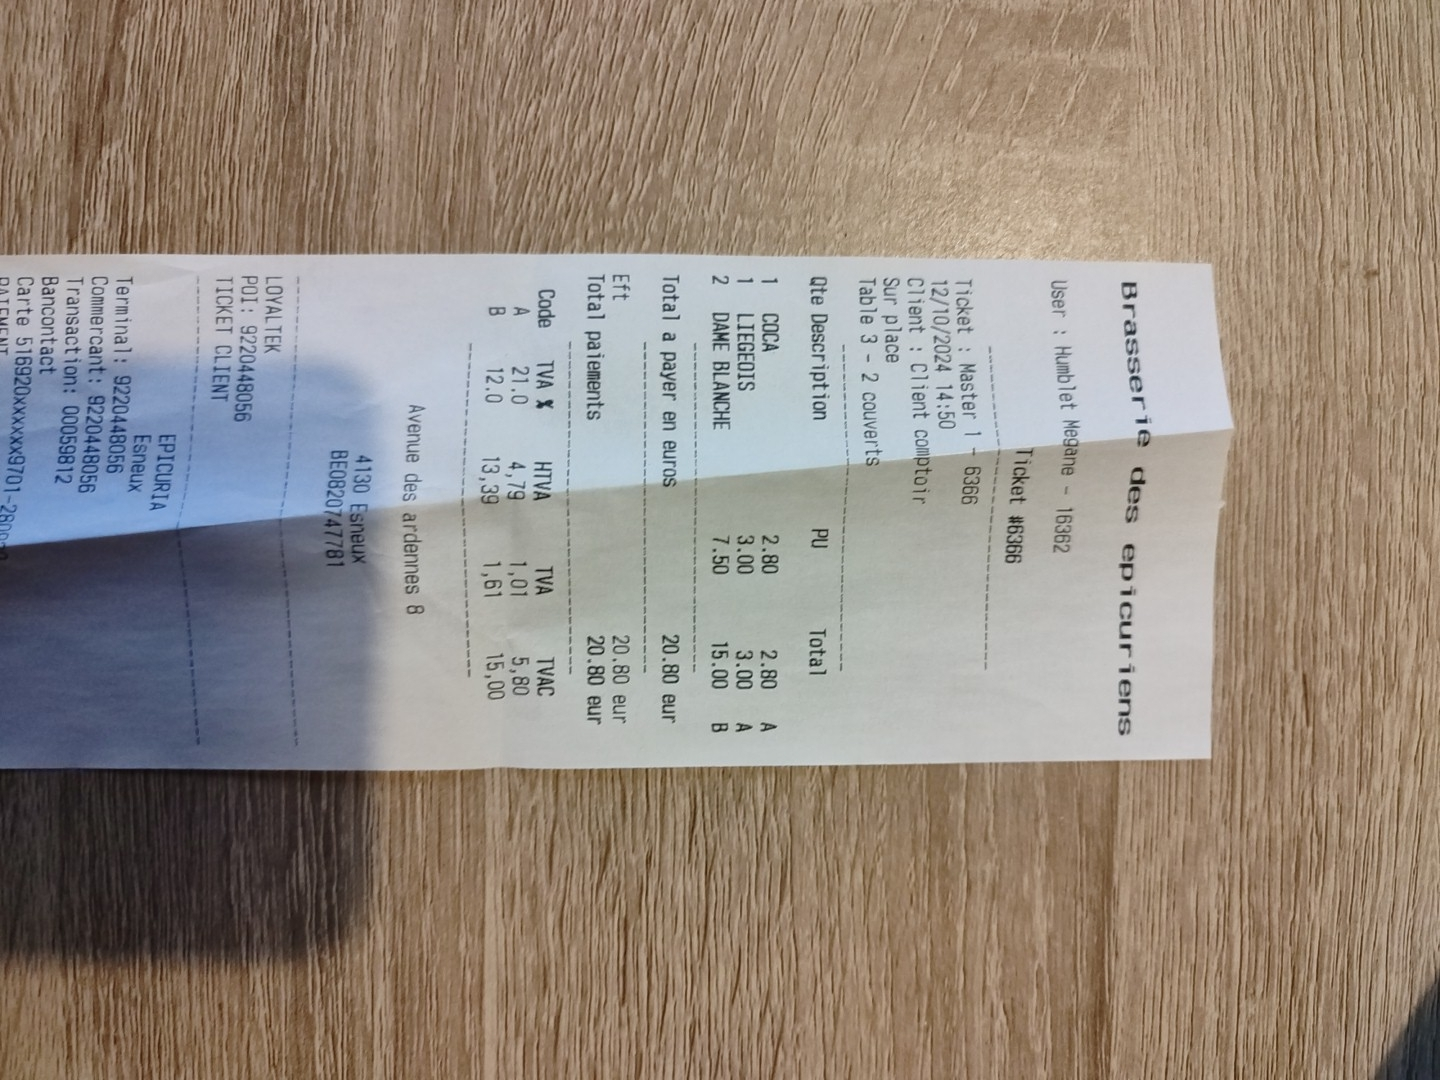 Brasserie des epicuriens
User : Humblet Megane - 16362
Ticket #6366
Ticket : Master 1 - 6366
12/10/2024 14:50
Client : Client comptoir
Sur place
Table 3 - 2 couverts
Qte Description PU Total
1 COCA 2.80 2.80 A
1 LIEGEOIS 3.00 3.00 A
2 DAME BLANCHE 7.50 15.00 B
Total a payer en euros 20.80 eur
Eft 20.80 eur
Total paiements 20.80 eur
Code TVA % HTVA TVA TVAC
A 21.0 4,79 1,01 5,80
B 12.0 13,39 1,61 15,00
Avenue des ardennes 8
4130 Esneux
BE0820747781
LOYALTEK
POI: 9220448056
TICKET CLIENT
EPICURIA
Esneux
Terminal: 9220448056
Commercant: 9220448056
Transaction: 00059812
Bancontact
Carte 516920xxxxxxx9701-280
PAIEMENT